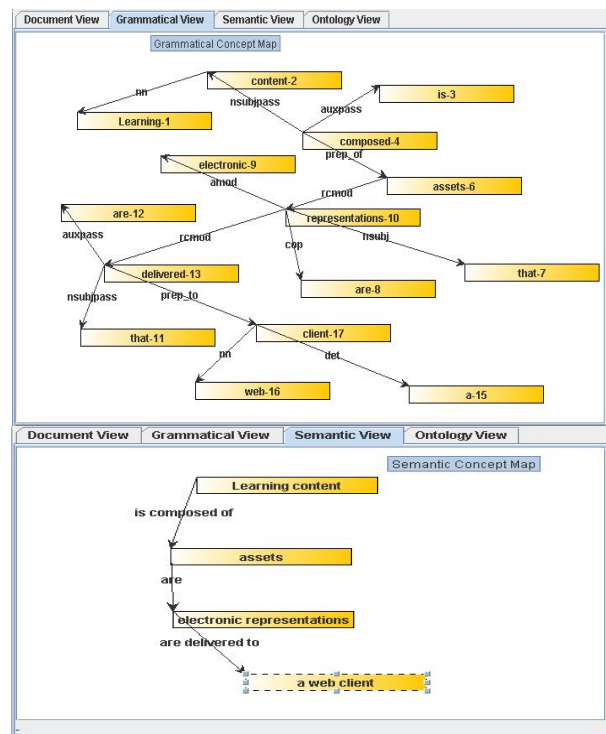 Document View Grammatical View Semantic View Ontology View
Grammatical Concept Map
content-2
is-3
nn
nsubjpass
auxpass
Learning-1
composed-4
prep_of
electronic-9
amod
rcmod
assets-6
are-12
representations-10
auxpass
rcmod
cop
nsubj
delivered-13
that-7
nsubjpass
prep_to
are-8
that-11
client-17
nn
det
web-16
a-15
Document View Grammatical View Semantic View Ontology View
Semantic Concept Map
Learning content
is composed of
assets
are
electronic representations
are delivered to
a web client